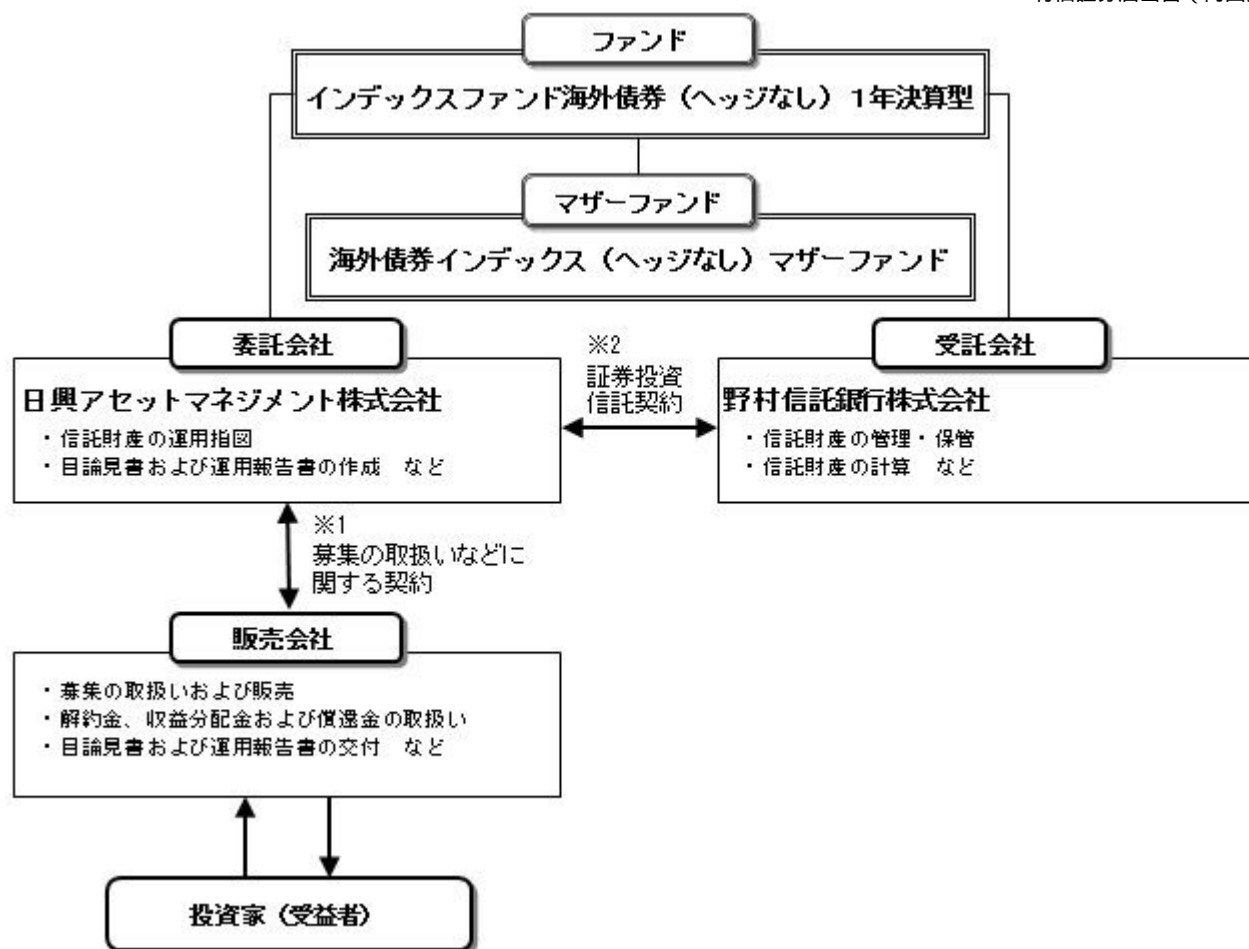 ファンド
インデックスファンド海外債券（ヘッジなし）1年決算型
マザーファンド
海外債券インデックス（ヘッジなし）マザーファンド
委託会社
日興アセットマネジメント株式会社
・信託財産の運用指図
・目論見書および運用報告書の作成　など
※2
証券投資
信託契約
受託会社
野村信託銀行株式会社
・信託財産の管理・保管
・信託財産の計算　など
※1
募集の取扱いなどに
関する契約
販売会社
・募集の取扱いおよび販売
・解約金、収益分配金および償還金の取扱い
・目論見書および運用報告書の交付　など
投資家（受益者）